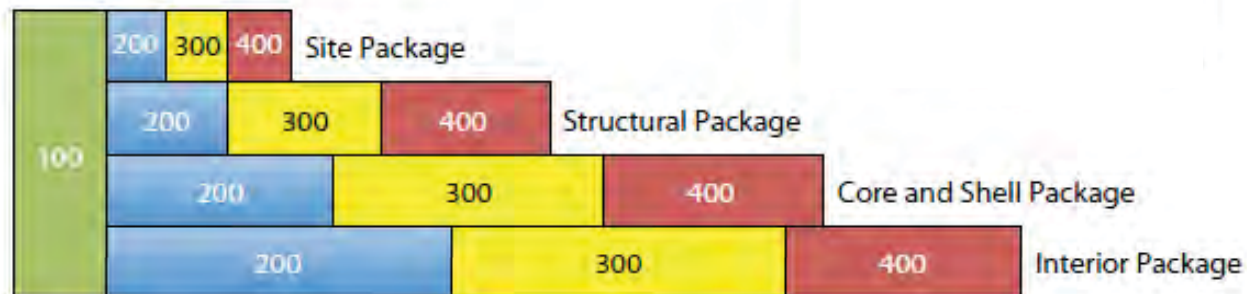 200 300 400 Site Package
200 300 400 Structural Package
100
200 300 400 Core and Shell Package
200 300 400 Interior Package